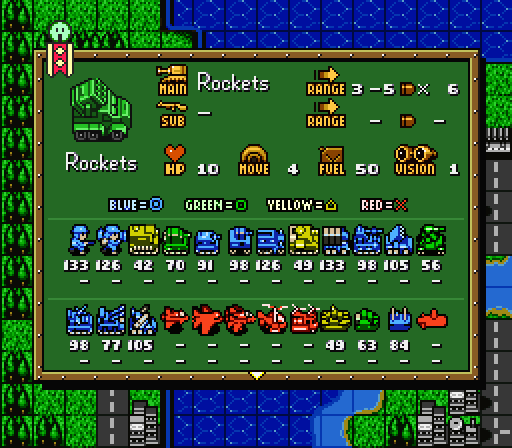 MAIN Rockets RANGE 3-5 × 6
SUB – RANGE – –
Rockets HP 10 MOVE 4 FUEL 50 VISION 1
BLUE=◎ GREEN=○ YELLOW=△ RED=×
133 126 42 70 91 98 126 49 133 98 105 56
– – – – – – – – – – – –
98 77 105 – – – – – 49 63 84 –
– – – – – – – – – – – –